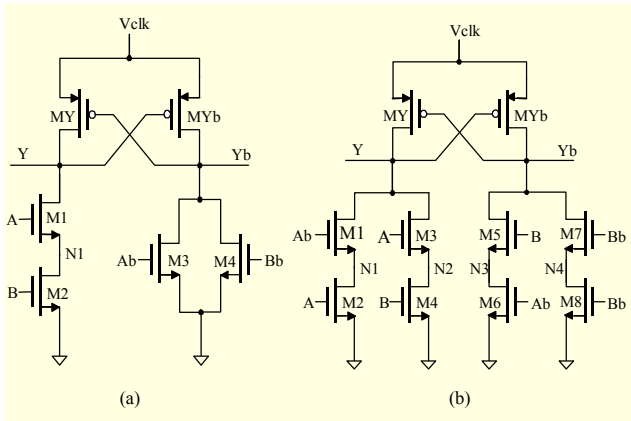 Vclk
Vclk
MY MYb
MY MYb
Y Yb
Y Yb
A M1
N1
B M2
Ab M3 M4 Bb
Ab M1 A M3 M5 B M7 Bb
N1 N2 N3 N4
A M2 B M4 M6 Ab M8 Bb
(a)
(b)